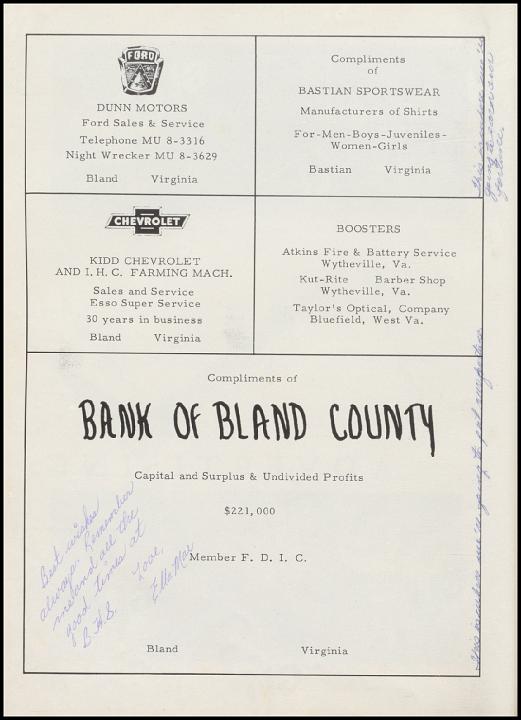 FORD
DUNN MOTORS
Ford Sales & Service
Telephone MU 8-3316
Night Wrecker MU 8-3629
Bland Virginia
Compliments
of
BASTIAN SPORTSWEAR
Manufacturers of Shirts
For-Men-Boys-Juveniles-
Women-Girls
Bastian Virginia
CHEVROLET
KIDD CHEVROLET
AND I. H. C. FARMING MACH.
Sales and Service
Esso Super Service
30 years in business
Bland Virginia
BOOSTERS
Atkins Fire & Battery Service
Wytheville, Va.
Kut-Rite Barber Shop
Wytheville, Va.
Taylor's Optical, Company
Bluefield, West Va.
Compliments of
BANK OF BLAND COUNTY
Capital and Surplus & Undivided Profits
$221,000
Member F. D. I. C.
Bland Virginia
Best wishes
always. Remember
me and all the
good times at
B.H.S.
Love,
Ella Mae